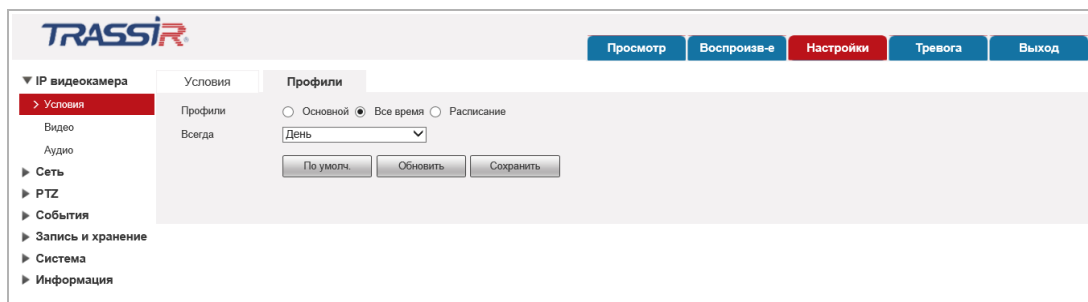 TRASSIR
Просмотр Воспроизв-е Настройки Тревога Выход
IP видеокамера
Условия
Видео
Аудио
Сеть
PTZ
События
Запись и хранение
Система
Информация
Условия Профили
Профили Основной Все время Расписание
Всегда День
По умолч. Обновить Сохранить